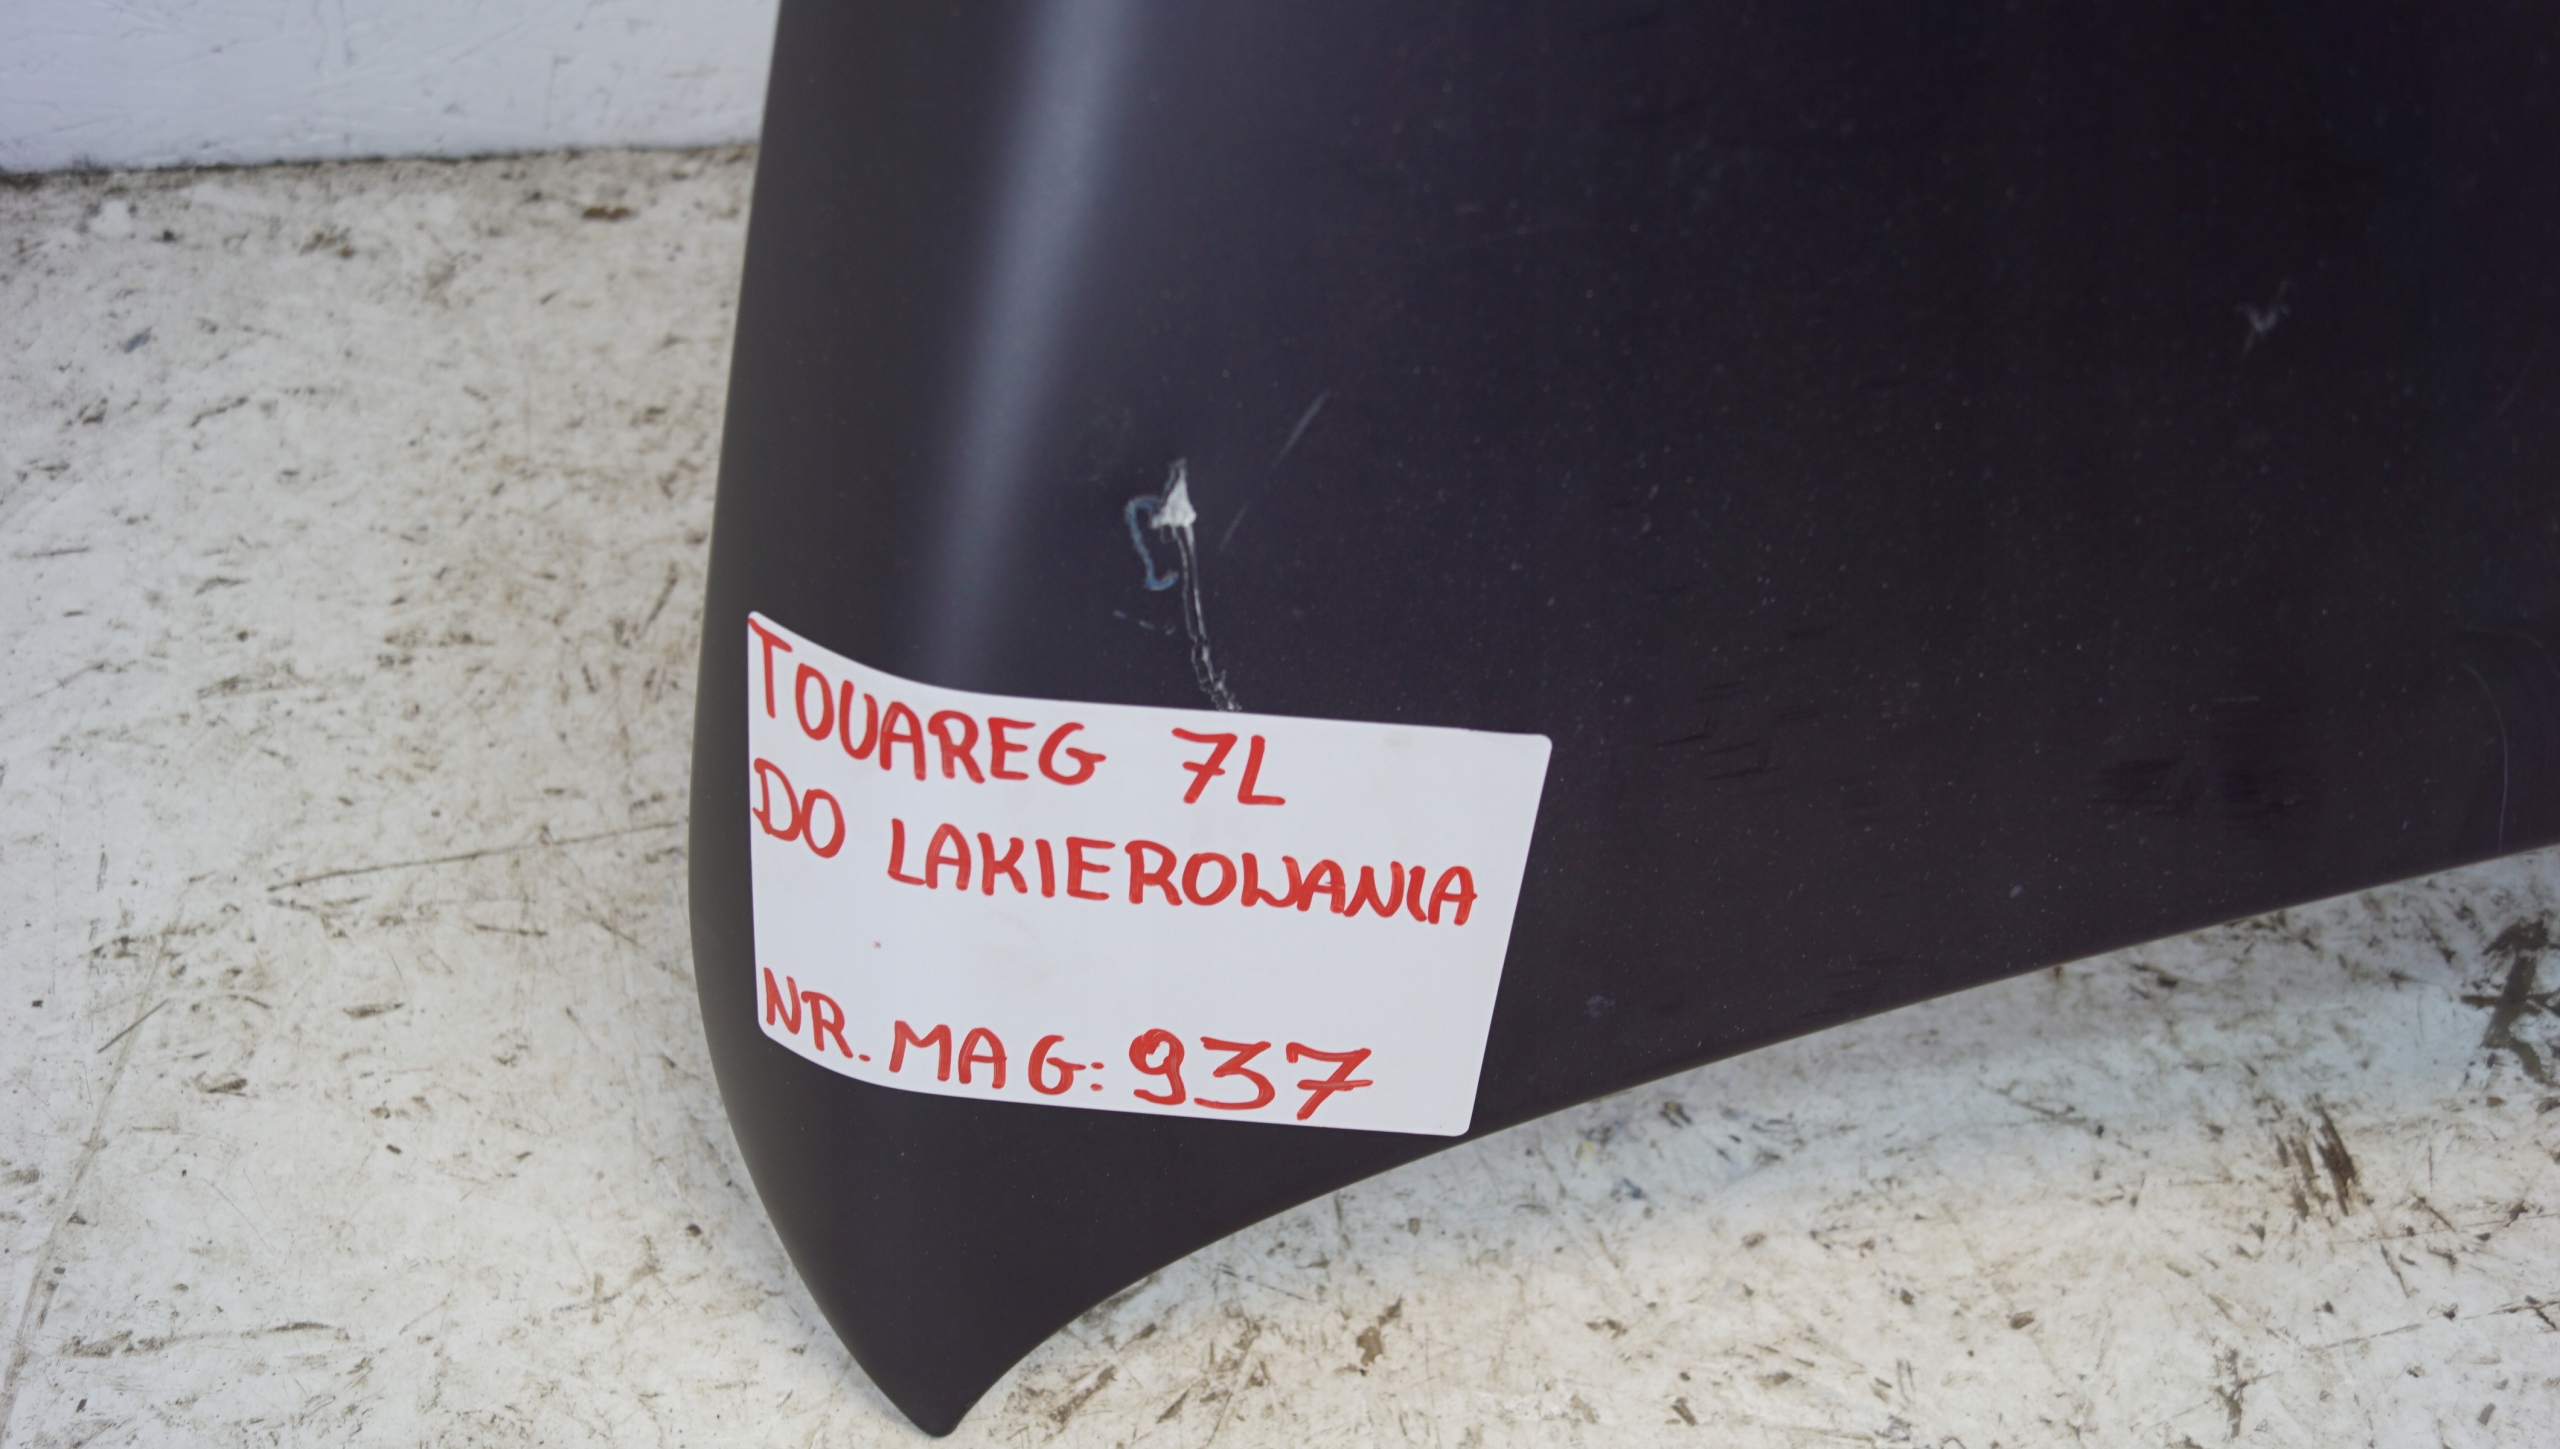 TOUAREG 7L
DO LAKIEROWANIA
NR. MAG: 937